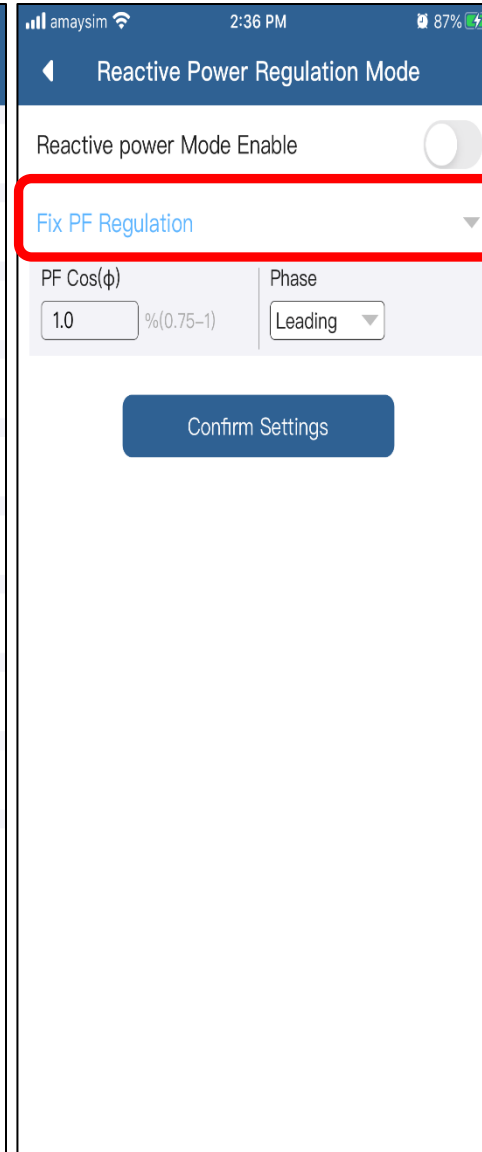 amaysim 2:36 PM 87%
Reactive Power Regulation Mode
Reactive power Mode Enable
Fix PF Regulation
PF Cos(ϕ) Phase
1.0 %(0.75–1) Leading
Confirm Settings